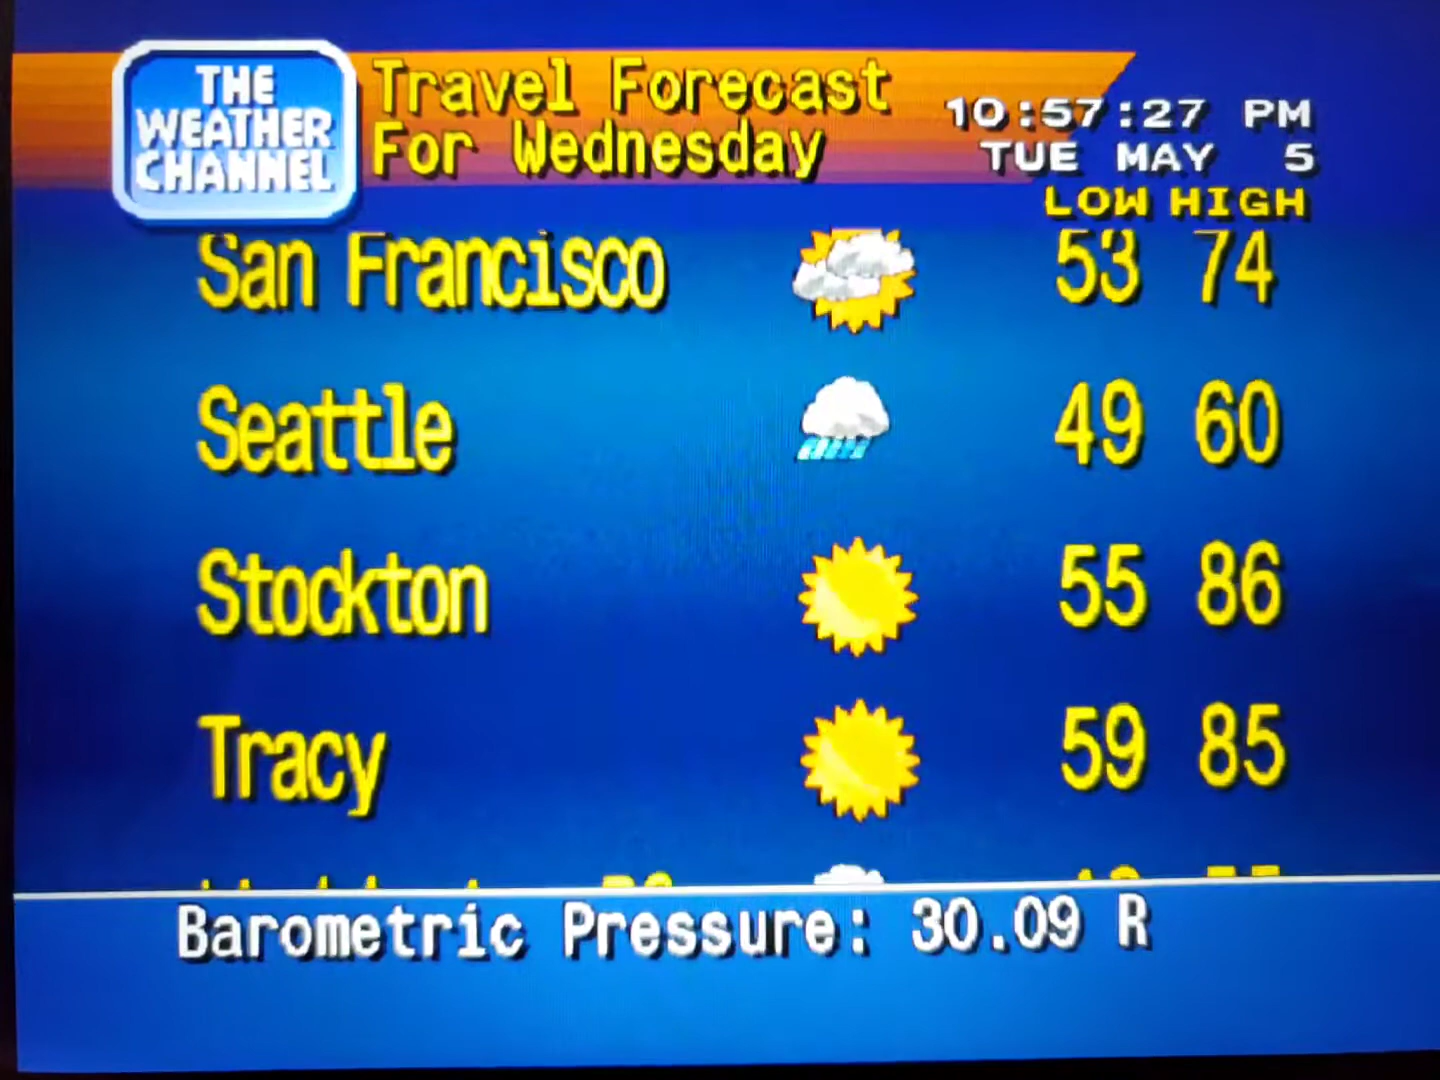 THE
WEATHER
CHANNEL
Travel Forecast
For Wednesday
10:57:27 PM
TUE MAY 5
LOW HIGH
San Francisco 53 74
Seattle 49 60
Stockton 55 86
Tracy 59 85
Barometric Pressure: 30.09 R